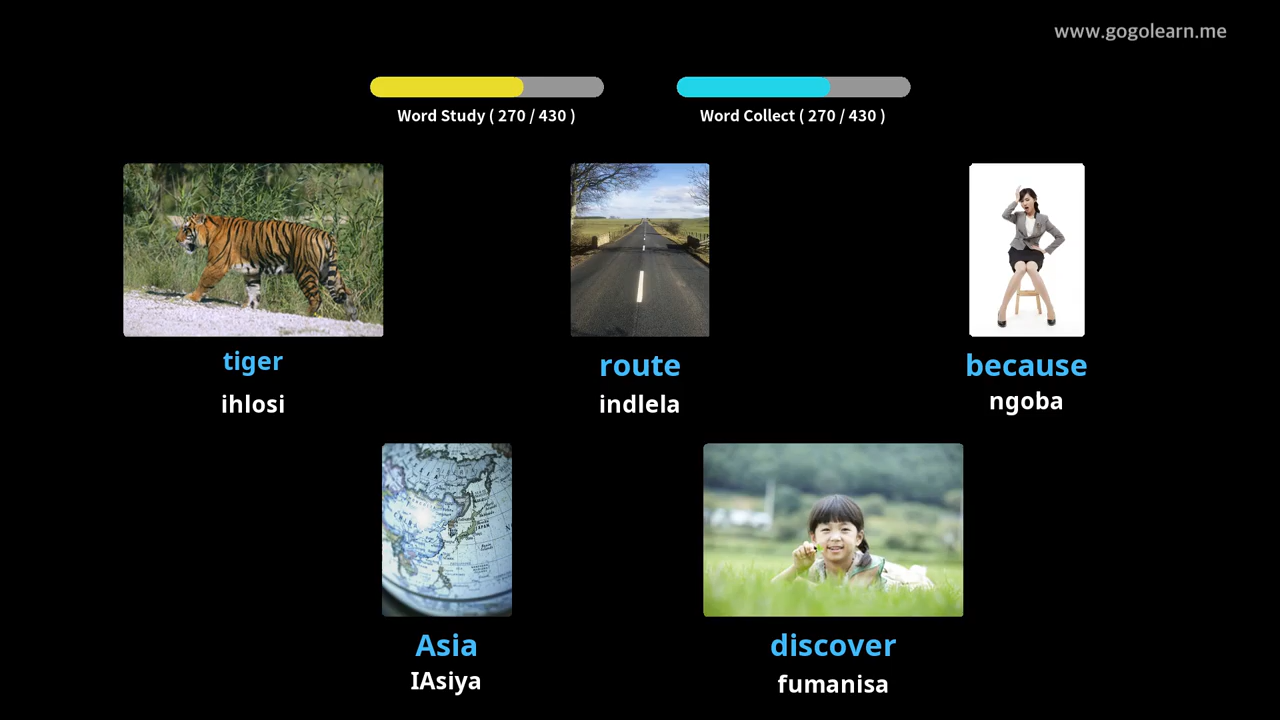 www.gogolearn.me
Word Study ( 270 / 430 )
Word Collect ( 270 / 430 )
tiger
route
because
ihlosi
indlela
ngoba
Asia
discover
IAsiya
fumanisa